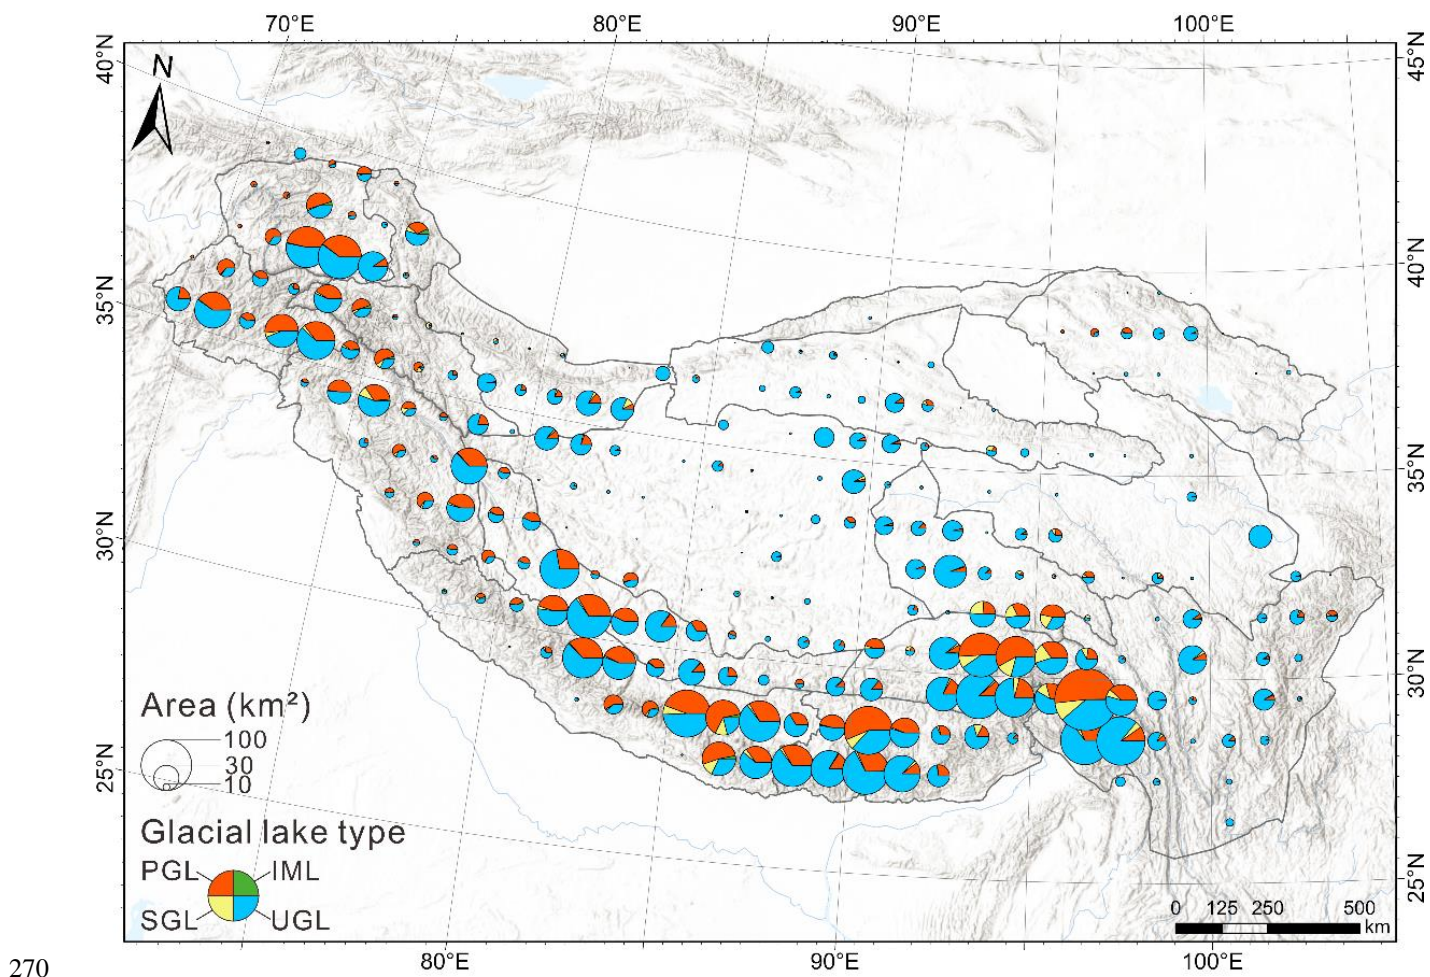 70°E 80°E 90°E 100°E
40°N 45°N
N
35°N 40°N
30°N 35°N
25°N 30°N
25°N
Area (km²)
100
30
10
Glacial lake type
PGL IML
SGL UGL
0 125 250 500
km
80°E 90°E 100°E
270